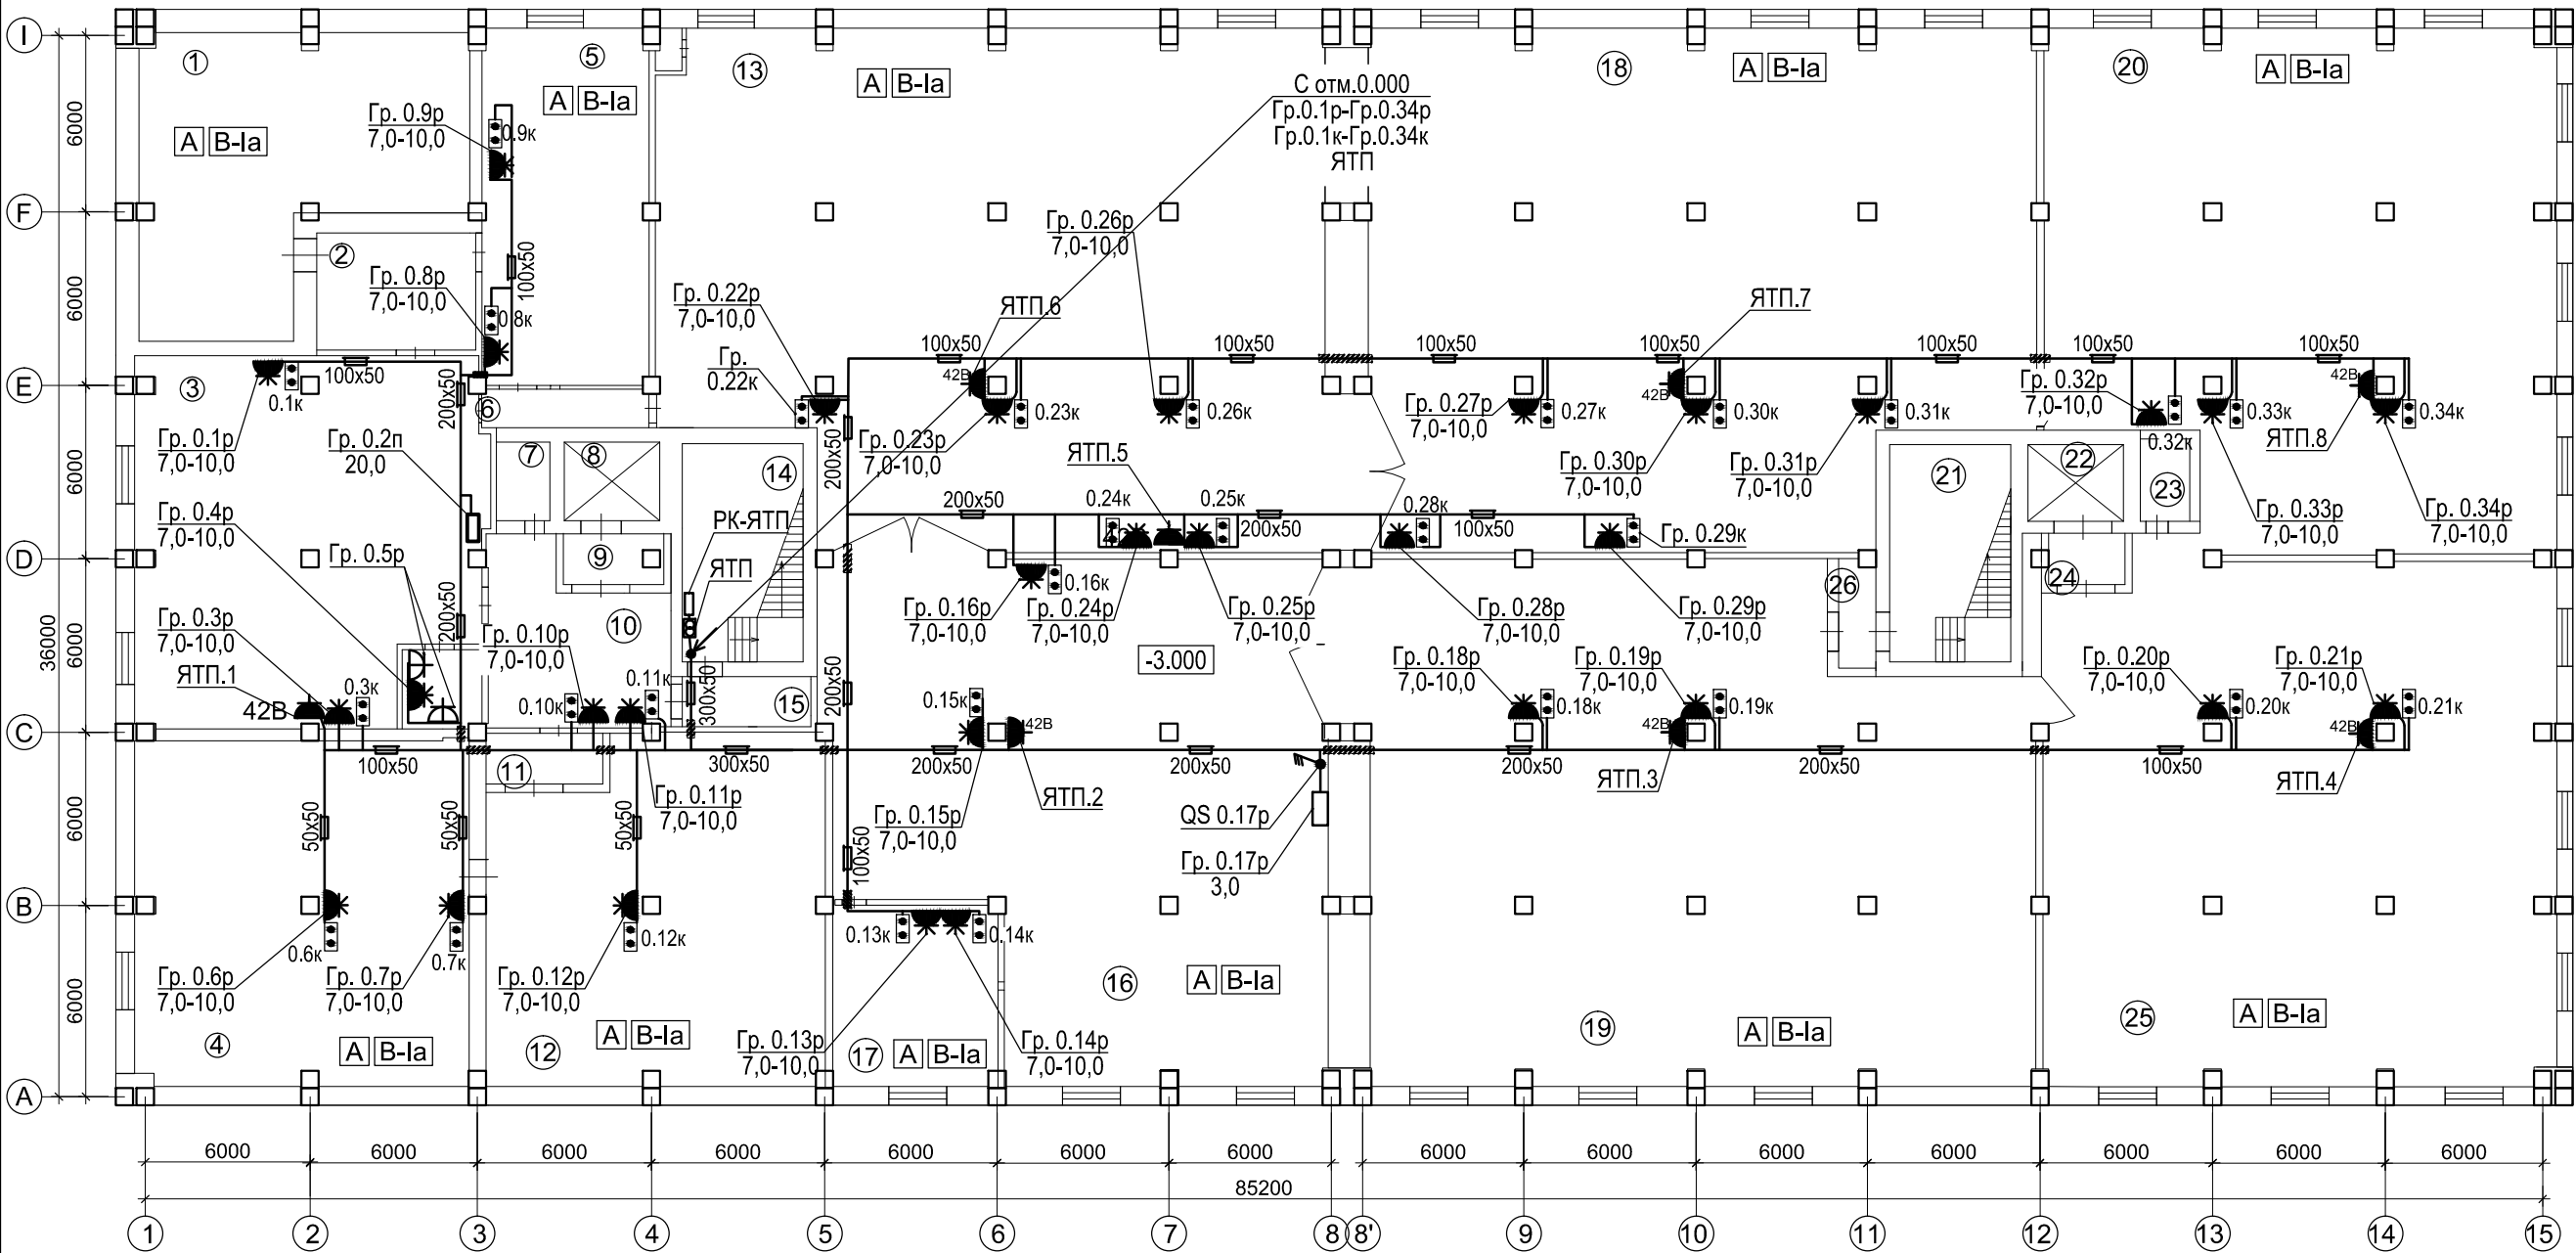 I
1
5
13
A B-Ia
18
A B-Ia
20
A B-Ia
С отм.0.000
Гр.0.1р-Гр.0.34р
Гр.0.1к-Гр.0.34к
ЯТП
A B-Ia
A B-Ia
Гр. 0.9р
7,0-10,0
0.9к
6000
F
2
Гр. 0.8р
7,0-10,0
0.8к
100x50
Гр. 0.26р
7,0-10,0
Гр. 0.22р
7,0-10,0
Гр.
0.22к
ЯТП.6
ЯТП.7
6000
100x50
100x50
100x50
100x50
100x50
100x50
100x50
E
3
100x50
0.1к
200x50
6
42В
0.23к
0.26к
Гр. 0.27р
7,0-10,0
0.27к
42В
0.30к
0.31к
Гр. 0.32р
7,0-10,0
0.32к
0.33к
42В
0.34к
ЯТП.8
Гр. 0.1р
7,0-10,0
Гр. 0.2п
20,0
7
8
14
200x50
Гр. 0.23р
7,0-10,0
ЯТП.5
Гр. 0.30р
7,0-10,0
Гр. 0.31р
7,0-10,0
21
22
23
6000
Гр. 0.4р
7,0-10,0
РК-ЯТП
200x50
0.24к
0.25к
200x50
0.28к
100x50
Гр. 0.29к
Гр. 0.33р
7,0-10,0
Гр. 0.34р
7,0-10,0
D
Гр. 0.5р
9
ЯТП
0.16к
26
24
Гр. 0.3р
7,0-10,0
200x50
Гр. 0.10р
7,0-10,0
10
Гр. 0.16р
7,0-10,0
Гр. 0.24р
7,0-10,0
Гр. 0.25р
7,0-10,0
Гр. 0.28р
7,0-10,0
Гр. 0.29р
7,0-10,0
36000
6000
ЯТП.1
42В
0.3к
0.10к
0.11к
300x50
15
200x50
0.15к
-3.000
Гр. 0.18р
7,0-10,0
0.18к
Гр. 0.19р
7,0-10,0
0.19к
Гр. 0.20р
7,0-10,0
0.20к
Гр. 0.21р
7,0-10,0
0.21к
C
42В
42В
42В
100x50
11
300x50
200x50
200x50
200x50
200x50
100x50
6000
50x50
50x50
50x50
Гр. 0.11р
7,0-10,0
100x50
Гр. 0.15р
7,0-10,0
ЯТП.2
QS 0.17р
Гр. 0.17р
3,0
ЯТП.3
ЯТП.4
B
0.6к
0.7к
0.12к
0.13к
0.14к
Гр. 0.6р
7,0-10,0
Гр. 0.7р
7,0-10,0
Гр. 0.12р
7,0-10,0
16
A B-Ia
6000
4
A B-Ia
12
A B-Ia
Гр. 0.13р
7,0-10,0
17
A B-Ia
Гр. 0.14р
7,0-10,0
19
A B-Ia
25
A B-Ia
A
6000 6000 6000 6000 6000 6000 6000 6000 6000 6000 6000 6000 6000 6000
85200
1 2 3 4 5 6 7 8 8' 9 10 11 12 13 14 15